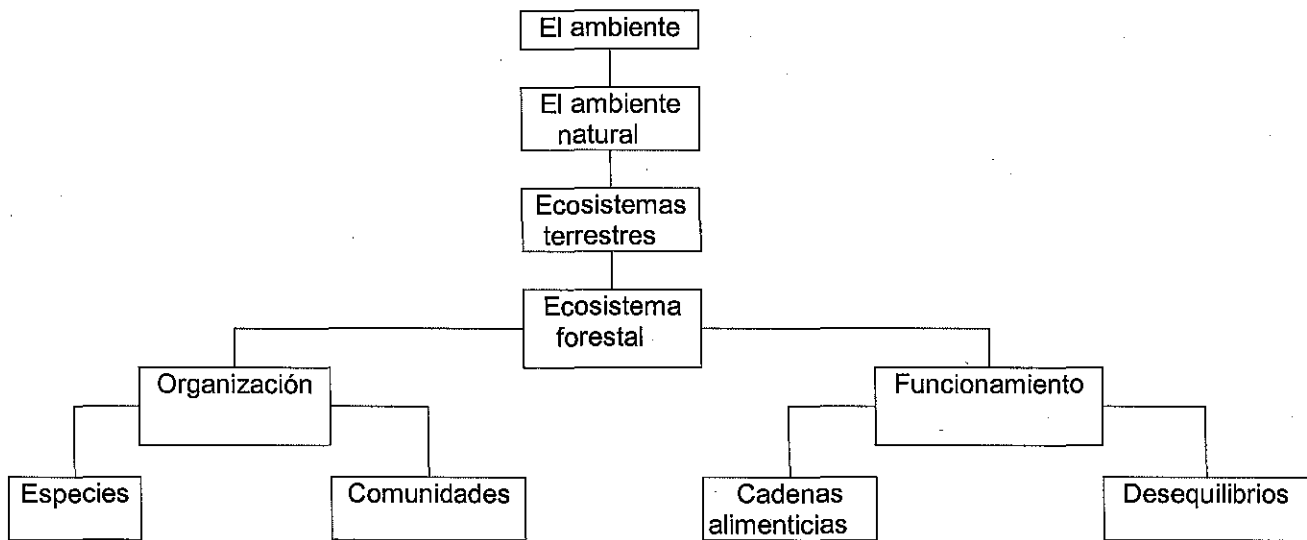 El ambiente
El ambiente
natural
Ecosistemas
terrestres
Ecosistema
forestal
Organización
Funcionamiento
Especies
Comunidades
Cadenas
alimenticias
Desequilibrios